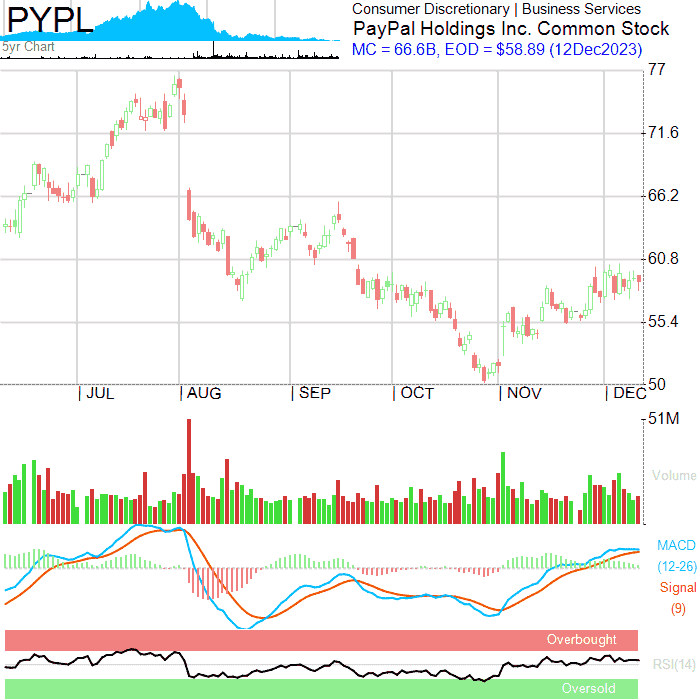 PYPL
5yr Chart
Consumer Discretionary | Business Services
PayPal Holdings Inc. Common Stock
MC = 66.6B, EOD = $58.89 (12Dec2023)
77
71.6
66.2
60.8
55.4
50
JUL AUG SEP OCT NOV DEC
51M
Volume
MACD
(12-26)
Signal
(9)
Overbought
RSI(14)
Oversold